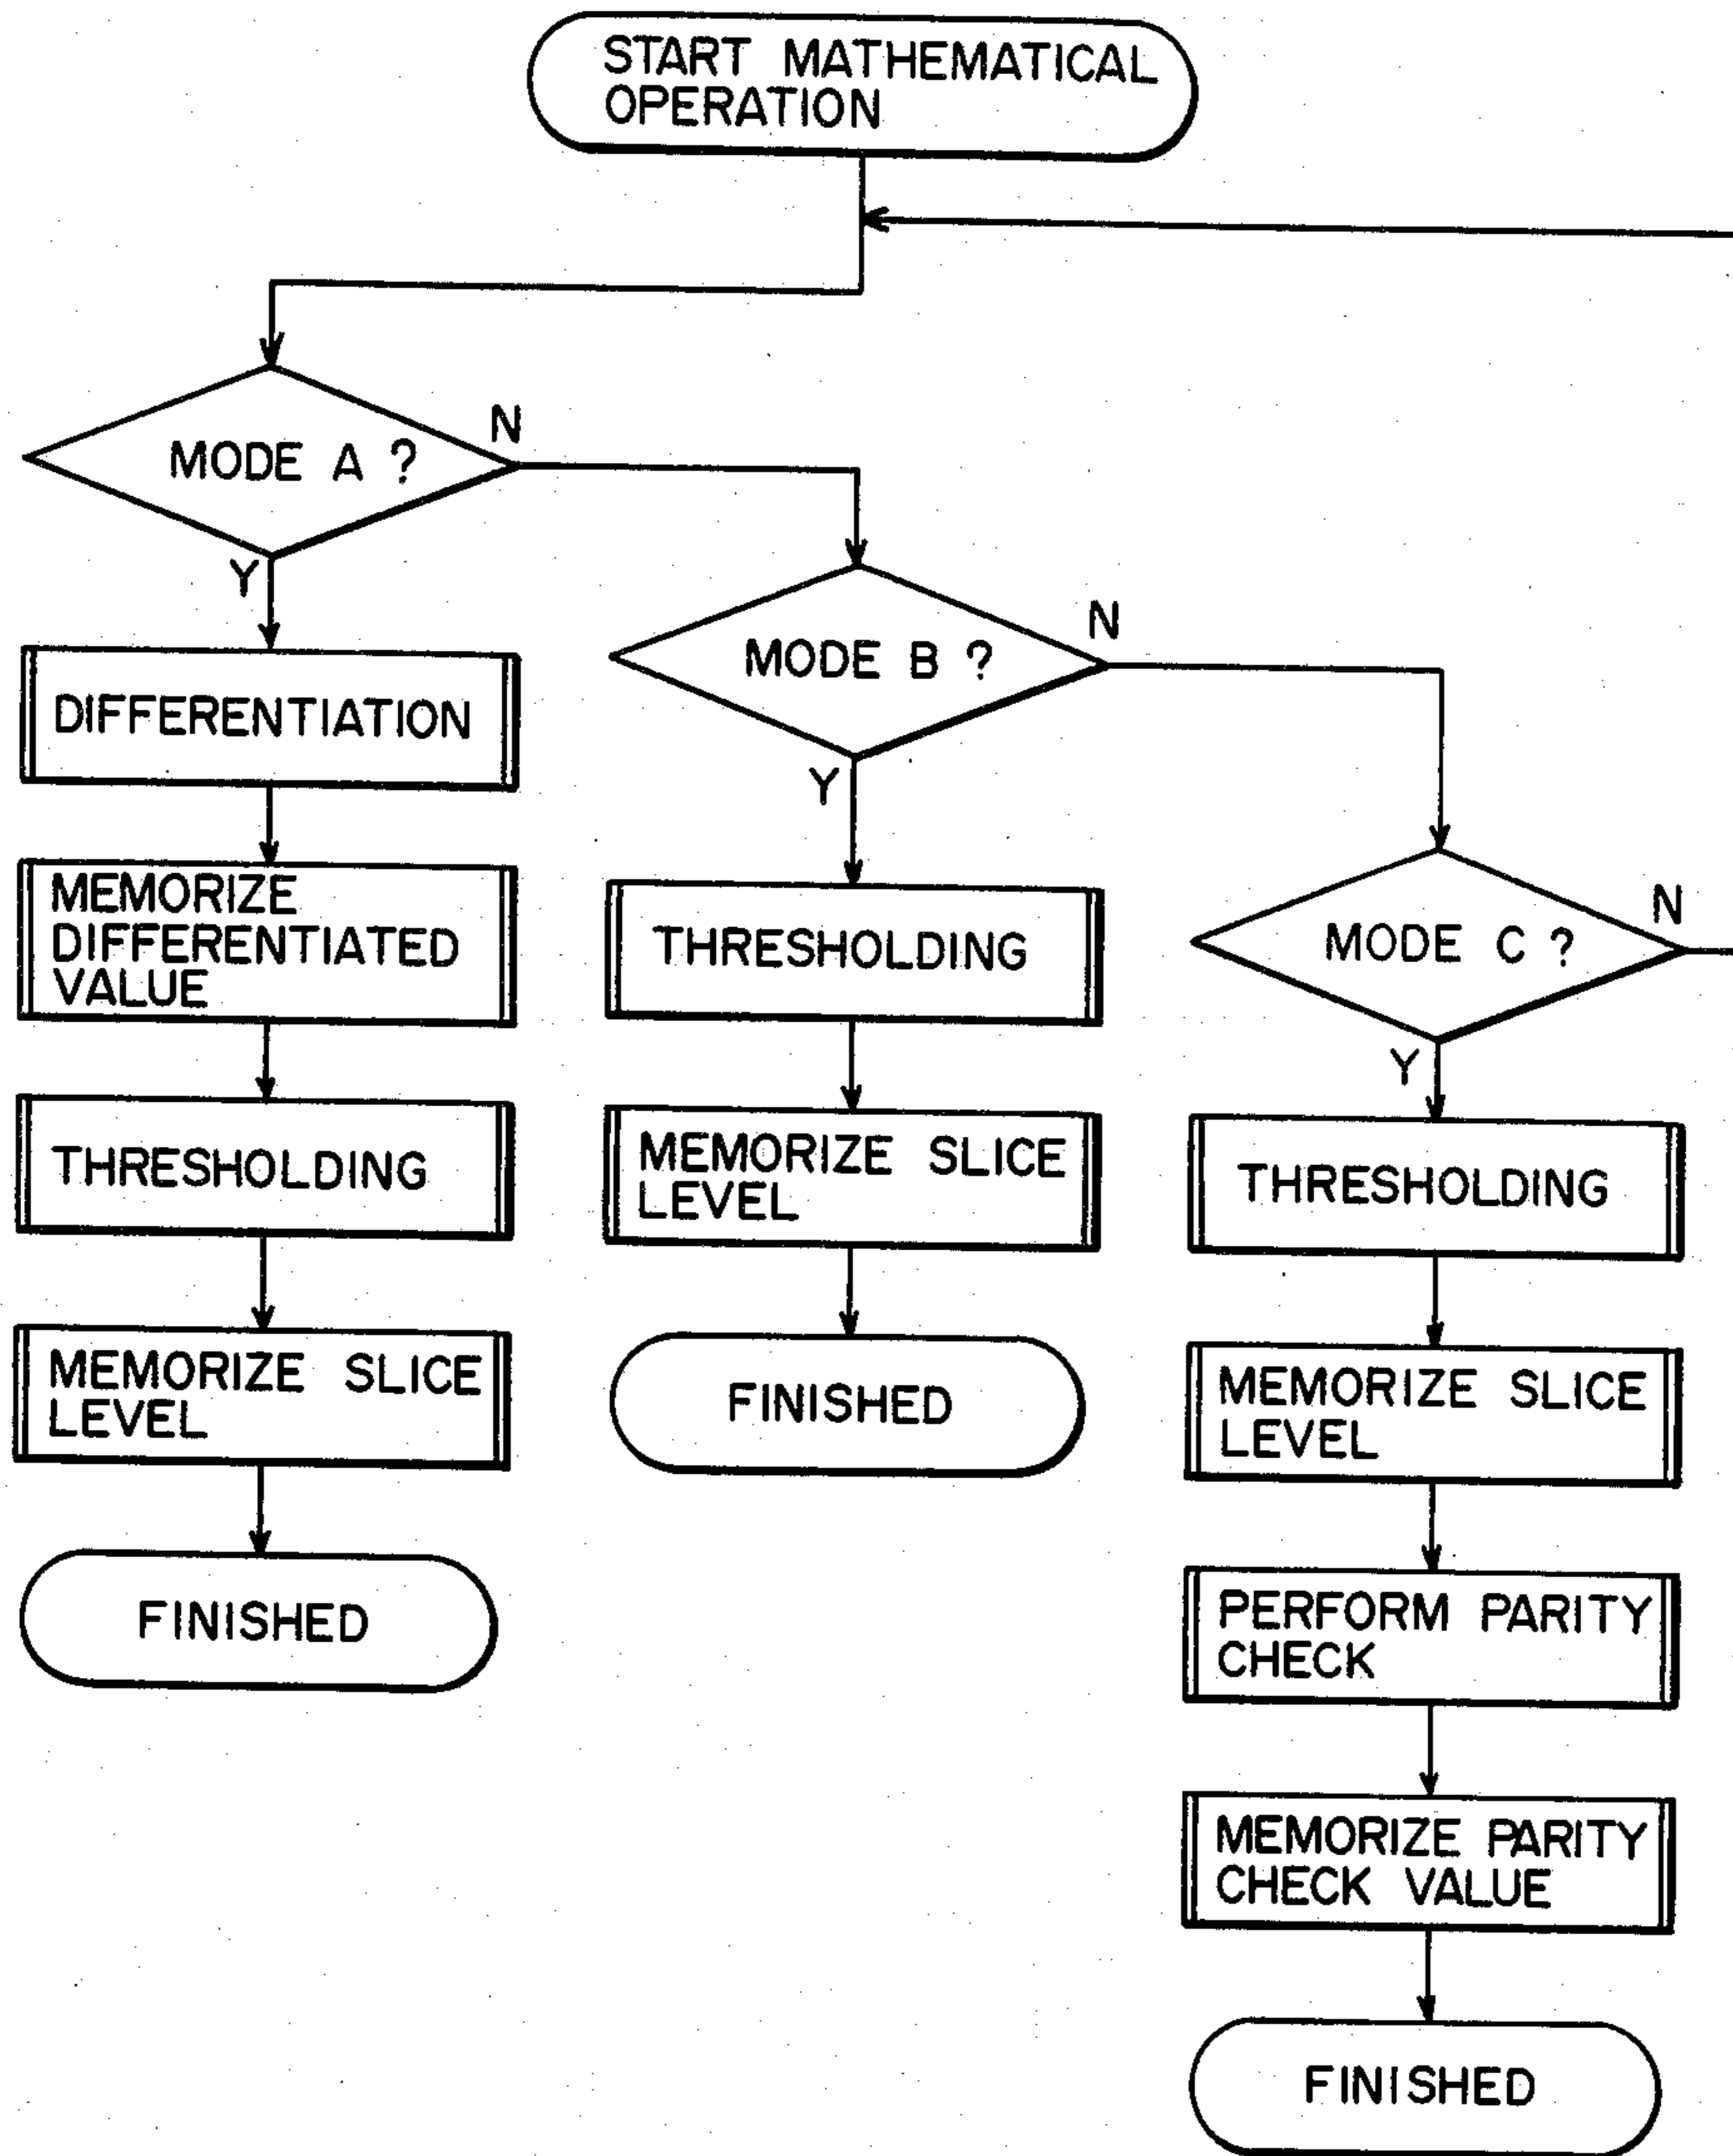 START MATHEMATICAL
OPERATION
MODE A ?
N
Y
DIFFERENTIATION
MEMORIZE
DIFFERENTIATED
VALUE
THRESHOLDING
MEMORIZE SLICE
LEVEL
FINISHED
MODE B ?
N
Y
THRESHOLDING
MEMORIZE SLICE
LEVEL
FINISHED
MODE C ?
N
Y
THRESHOLDING
MEMORIZE SLICE
LEVEL
PERFORM PARITY
CHECK
MEMORIZE PARITY
CHECK VALUE
FINISHED